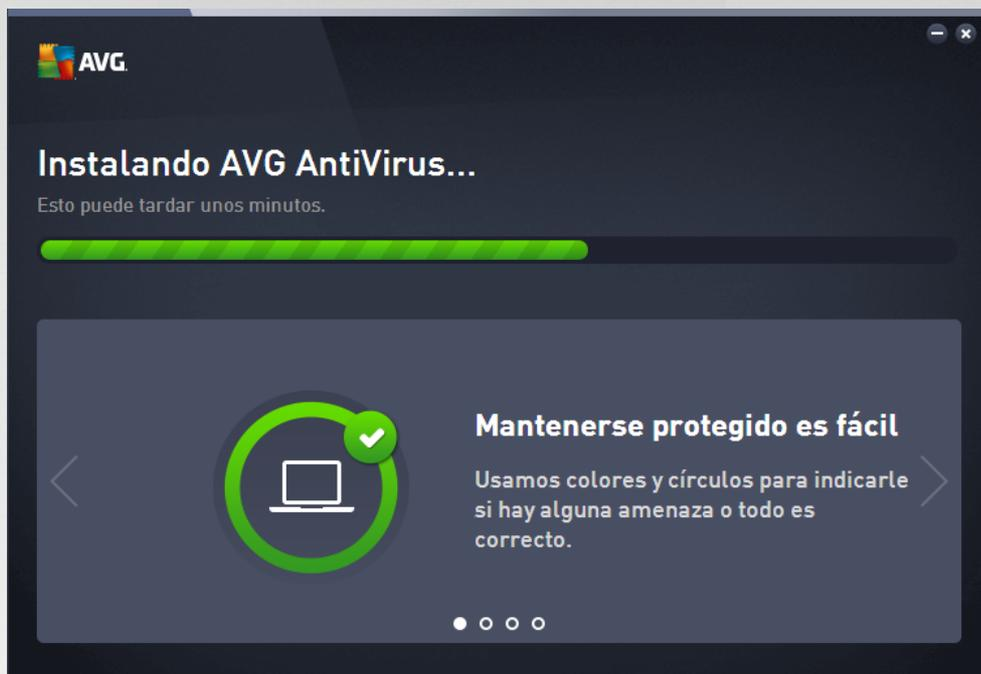 AVG.
Instalando AVG AntiVirus...
Esto puede tardar unos minutos.
Mantenerse protegido es fácil
Usamos colores y círculos para indicarle
si hay alguna amenaza o todo es
correcto.